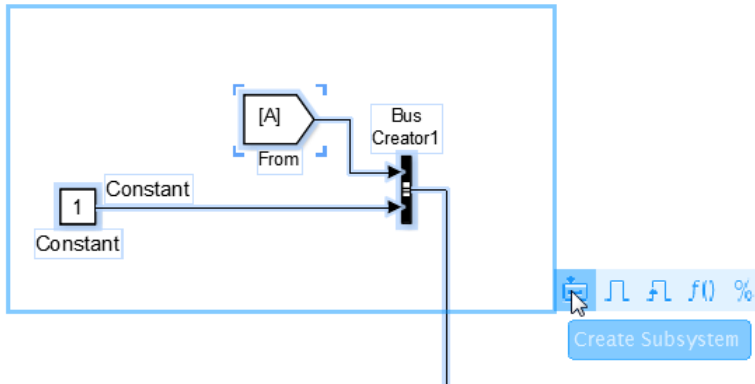 [A]
From
Bus
Creator1
Constant
1
Constant
f()
%
Create Subsystem